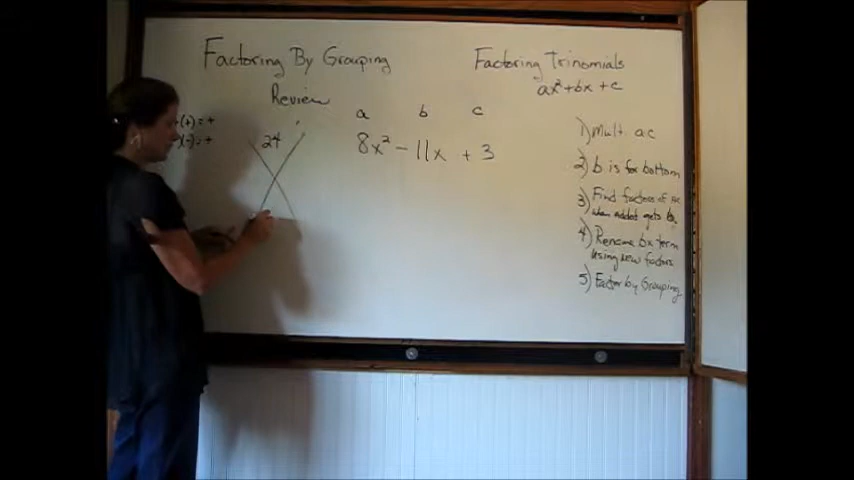 Factoring By Grouping
Review
+(+) = +
-(-) = +
24
a b c
8x² - 11x + 3
Factoring Trinomials
ax² + bx + c
1) Mult. ac
2) b is for bottom
3) Find factors of ac
when added gets b.
4) Rename bx term
using new factors
5) Factor by Grouping